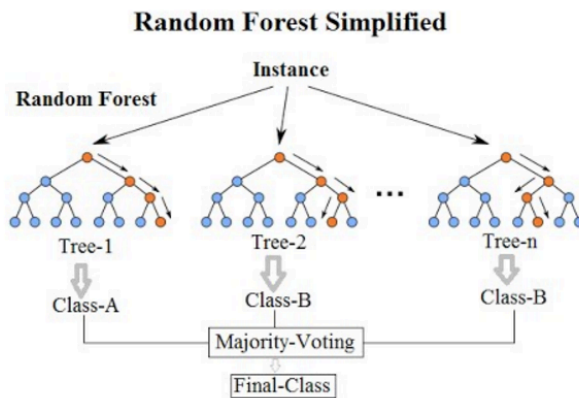 Random Forest Simplified
Instance
Random Forest
...
Tree-1
Tree-2
Tree-n
Class-A
Class-B
Class-B
Majority-Voting
Final-Class